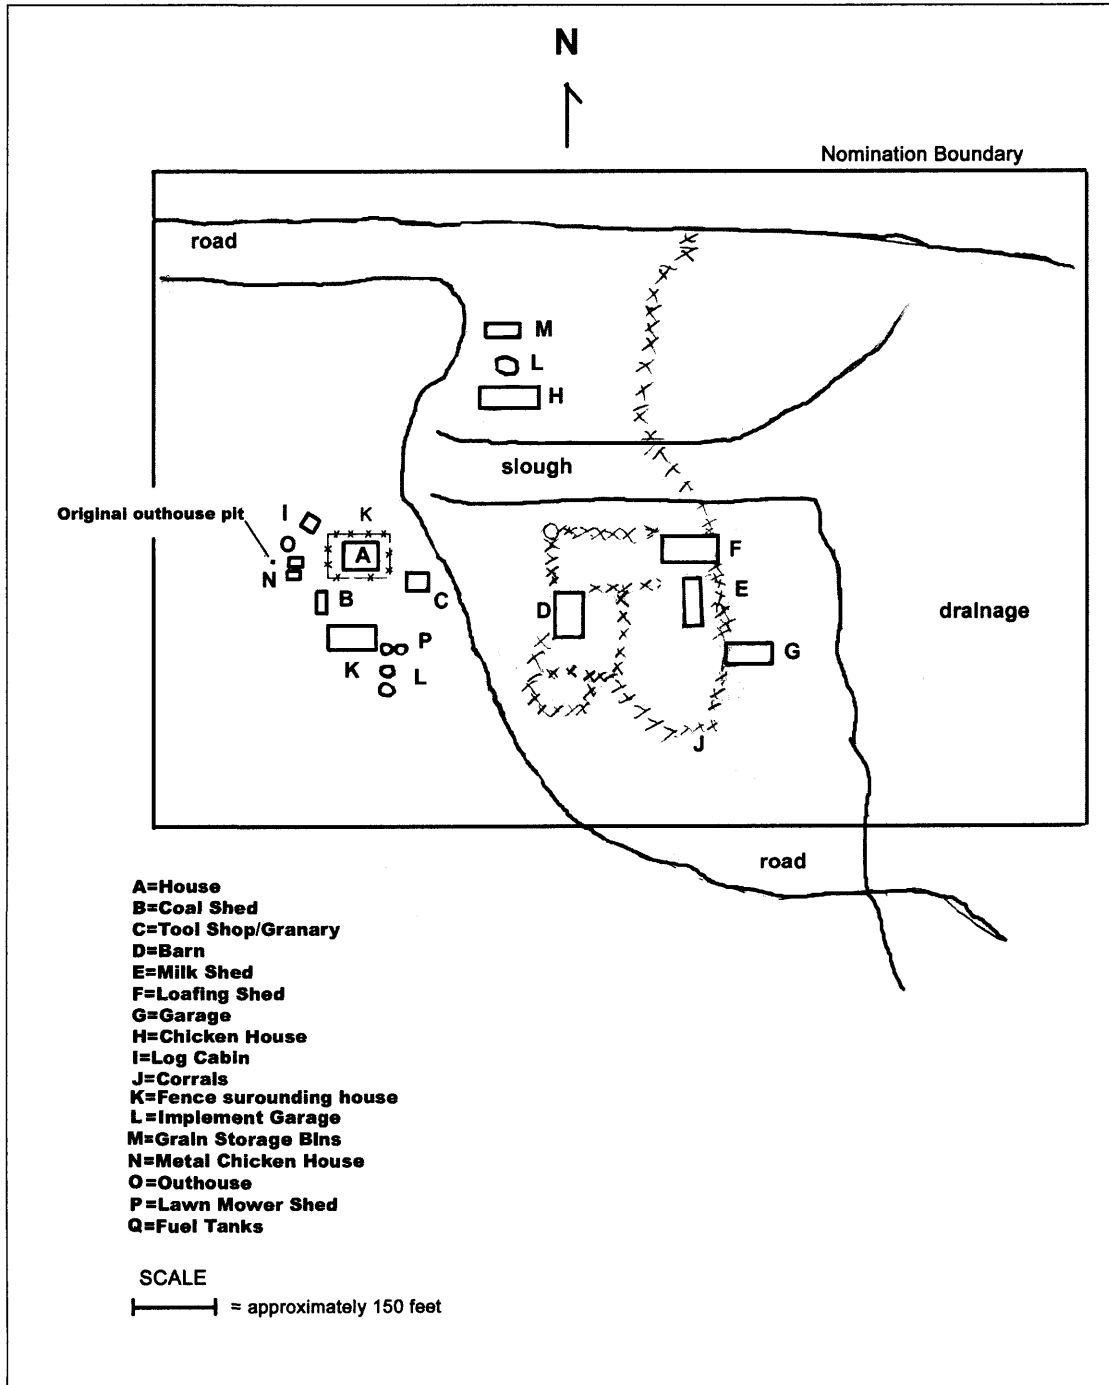 N
Nomination Boundary
road
M
L
H
slough
Original outhouse pit
I
K
O
A
N
B
C
F
E
D
drainage
P
G
K
L
J
road
A=House
B=Coal Shed
C=Tool Shop/Granary
D=Barn
E=Milk Shed
F=Loafing Shed
G=Garage
H=Chicken House
I=Log Cabin
J=Corrals
K=Fence surounding house
L=Implement Garage
M=Grain Storage Bins
N=Metal Chicken House
O=Outhouse
P=Lawn Mower Shed
Q=Fuel Tanks
SCALE
= approximately 150 feet